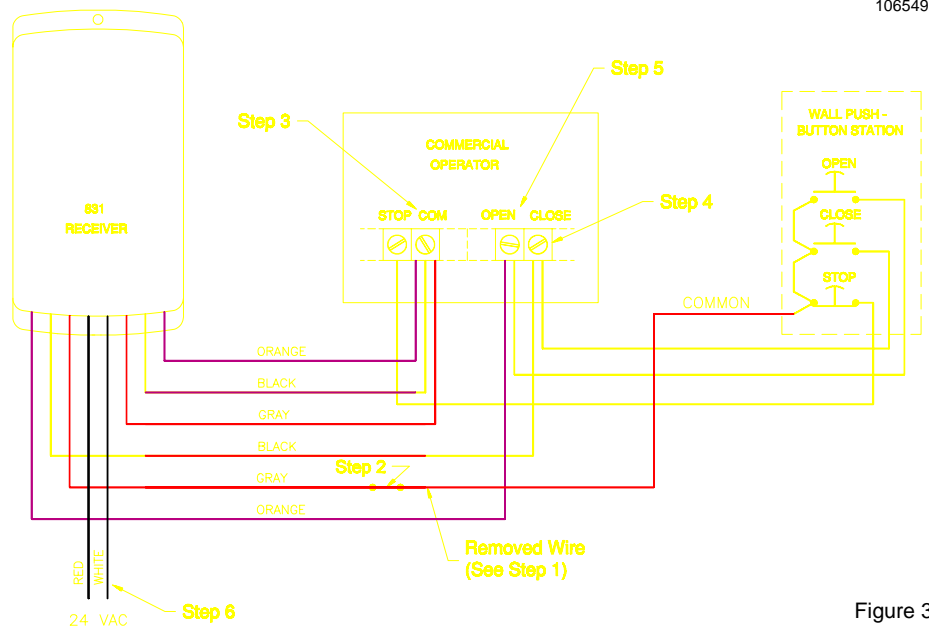 106549
Step 5
Step 3
WALL PUSH -
BUTTON STATION
COMMERCIAL
OPERATOR
OPEN
831
RECEIVER
STOP COM OPEN CLOSE
Step 4
CLOSE
STOP
COMMON
ORANGE
BLACK
GRAY
BLACK
Step 2
GRAY
ORANGE
Removed Wire
(See Step 1)
RED
WHITE
Step 6
24 VAC
Figure 3